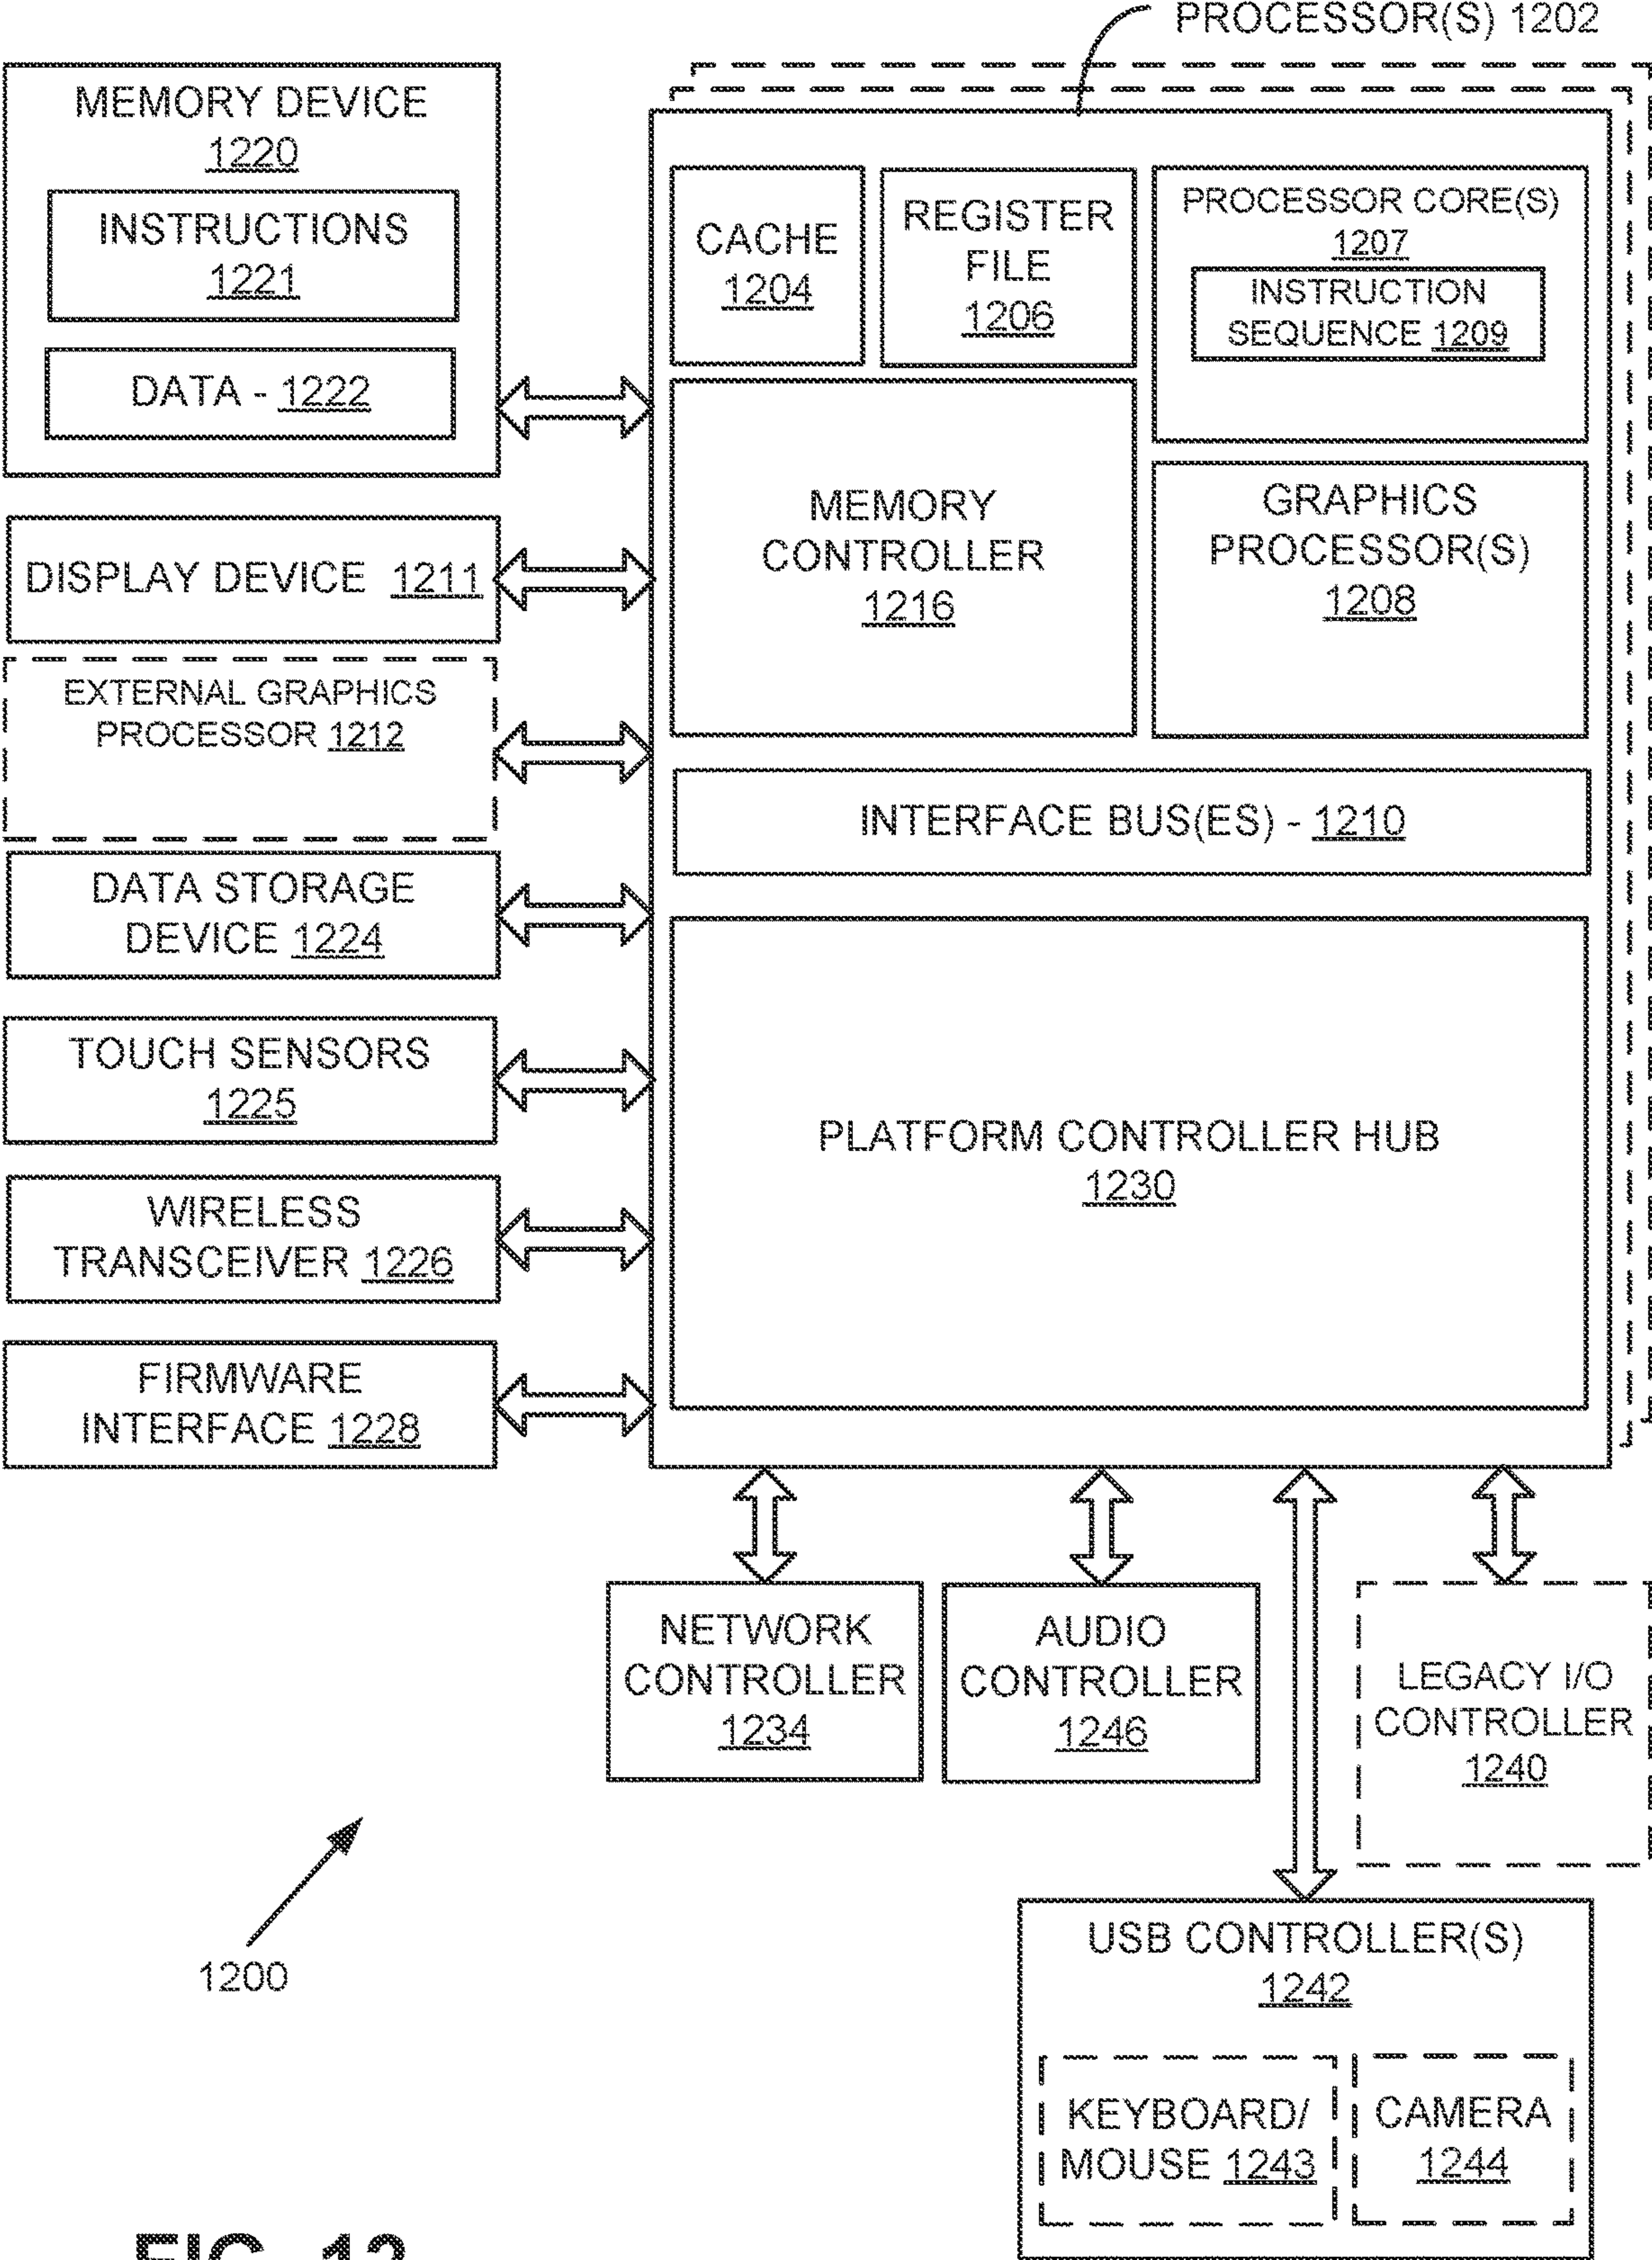 PROCESSOR(S) 1202
MEMORY DEVICE
1220
INSTRUCTIONS
1221
DATA - 1222
DISPLAY DEVICE 1211
EXTERNAL GRAPHICS
PROCESSOR 1212
DATA STORAGE
DEVICE 1224
TOUCH SENSORS
1225
WIRELESS
TRANSCEIVER 1226
FIRMWARE
INTERFACE 1228
CACHE
1204
REGISTER
FILE
1206
PROCESSOR CORE(S)
1207
INSTRUCTION
SEQUENCE 1209
MEMORY
CONTROLLER
1216
GRAPHICS
PROCESSOR(S)
1208
INTERFACE BUS(ES) - 1210
PLATFORM CONTROLLER HUB
1230
NETWORK
CONTROLLER
1234
AUDIO
CONTROLLER
1246
LEGACY I/O
CONTROLLER
1240
1200
USB CONTROLLER(S)
1242
KEYBOARD/
MOUSE 1243
CAMERA
1244
FIG. 12